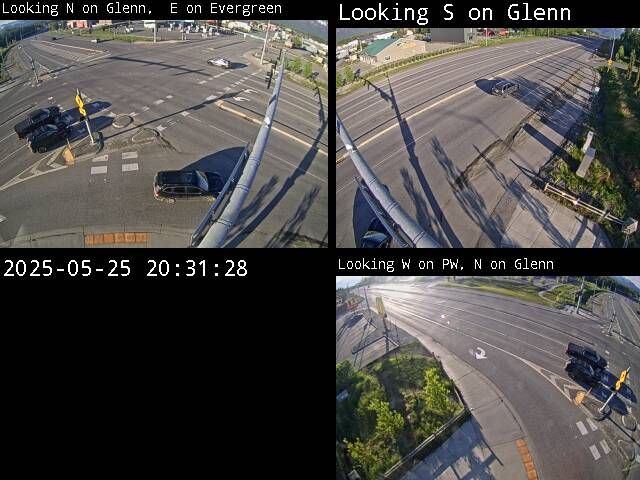 Looking N on Glenn,  E on Evergreen
Looking S on Glenn
2025-05-25 20:31:28
Looking W on PW, N on Glenn